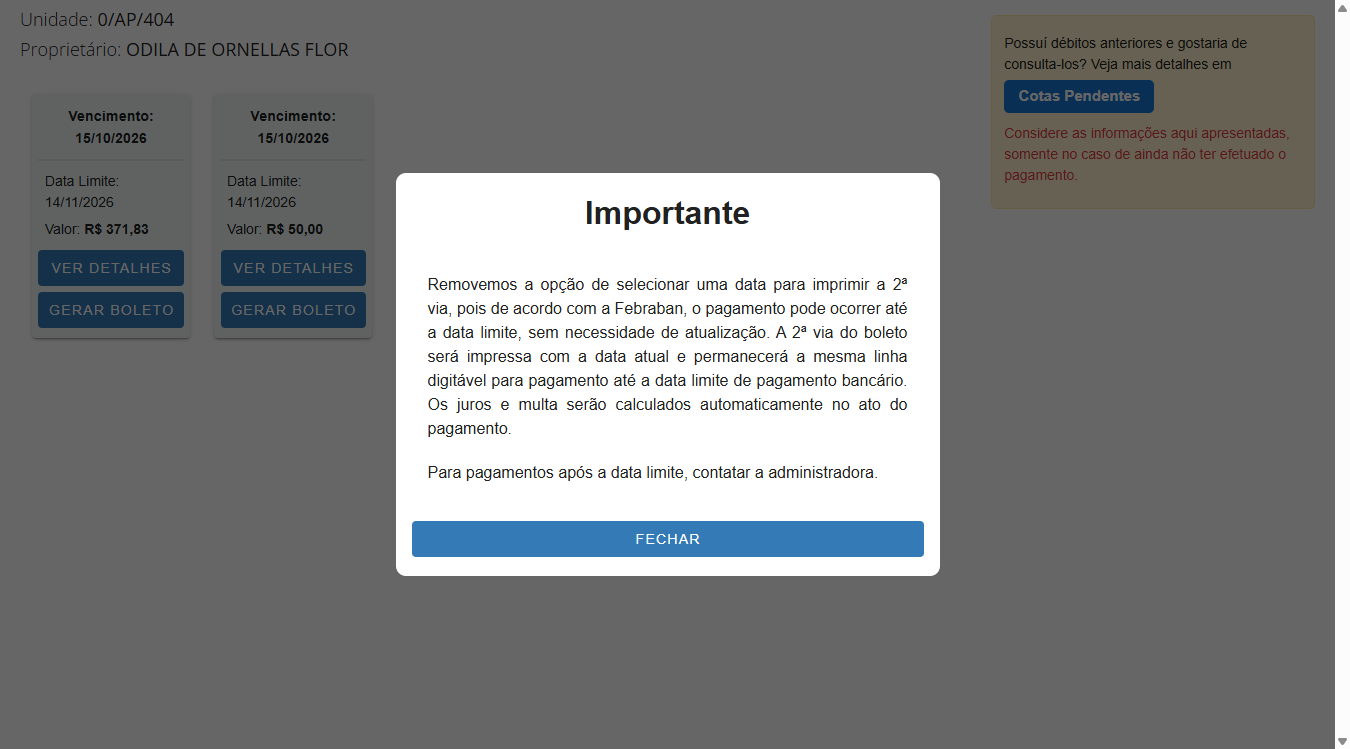 Unidade: 0/AP/404
Proprietário: ODILA DE ORNELLAS FLOR
Vencimento:
15/10/2026
Data Limite:
14/11/2026
Valor: R$ 371,83
VER DETALHES
GERAR BOLETO
Vencimento:
15/10/2026
Data Limite:
14/11/2026
Valor: R$ 50,00
VER DETALHES
GERAR BOLETO
Possuí débitos anteriores e gostaria de
consulta-los? Veja mais detalhes em
Cotas Pendentes
Considere as informações aqui apresentadas,
somente no caso de ainda não ter efetuado o
pagamento.
Importante
Removemos a opção de selecionar uma data para imprimir a 2ª
via, pois de acordo com a Febraban, o pagamento pode ocorrer até
a data limite, sem necessidade de atualização. A 2ª via do boleto
será impressa com a data atual e permanecerá a mesma linha
digitável para pagamento até a data limite de pagamento bancário.
Os juros e multa serão calculados automaticamente no ato do
pagamento.
Para pagamentos após a data limite, contatar a administradora.
FECHAR